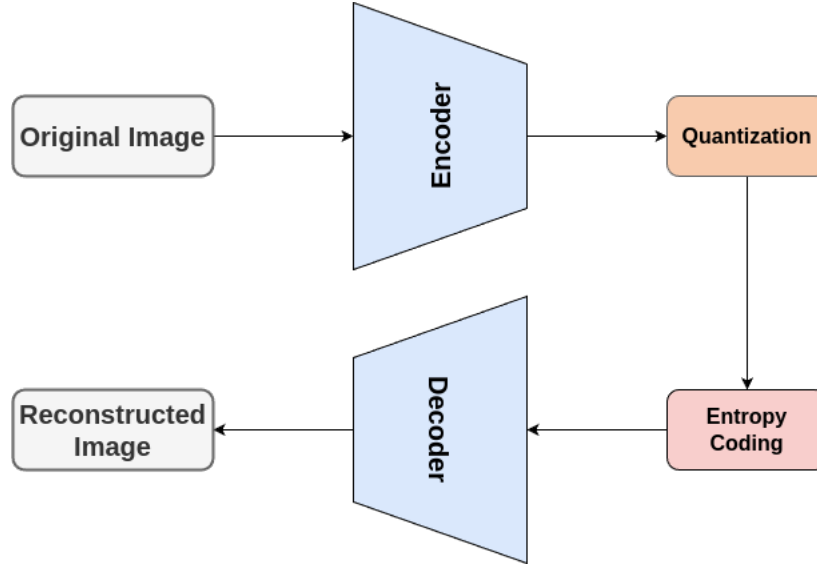 Original Image
Encoder
Quantization
Reconstructed
Image
Decoder
Entropy
Coding